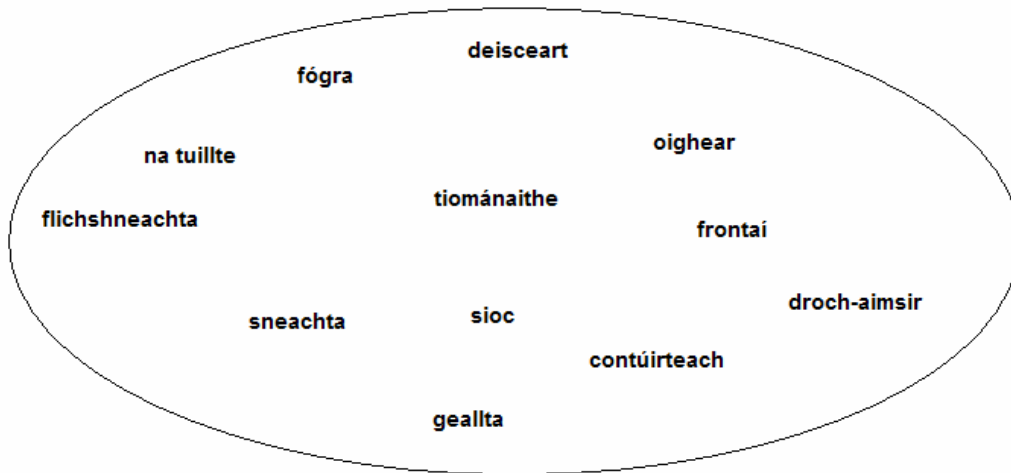 deisceart
fógra
oighear
na tuillte
tiománaithe
flichshneachta
frontaí
droch-aimsir
sioc
sneachta
contúirteach
geallta